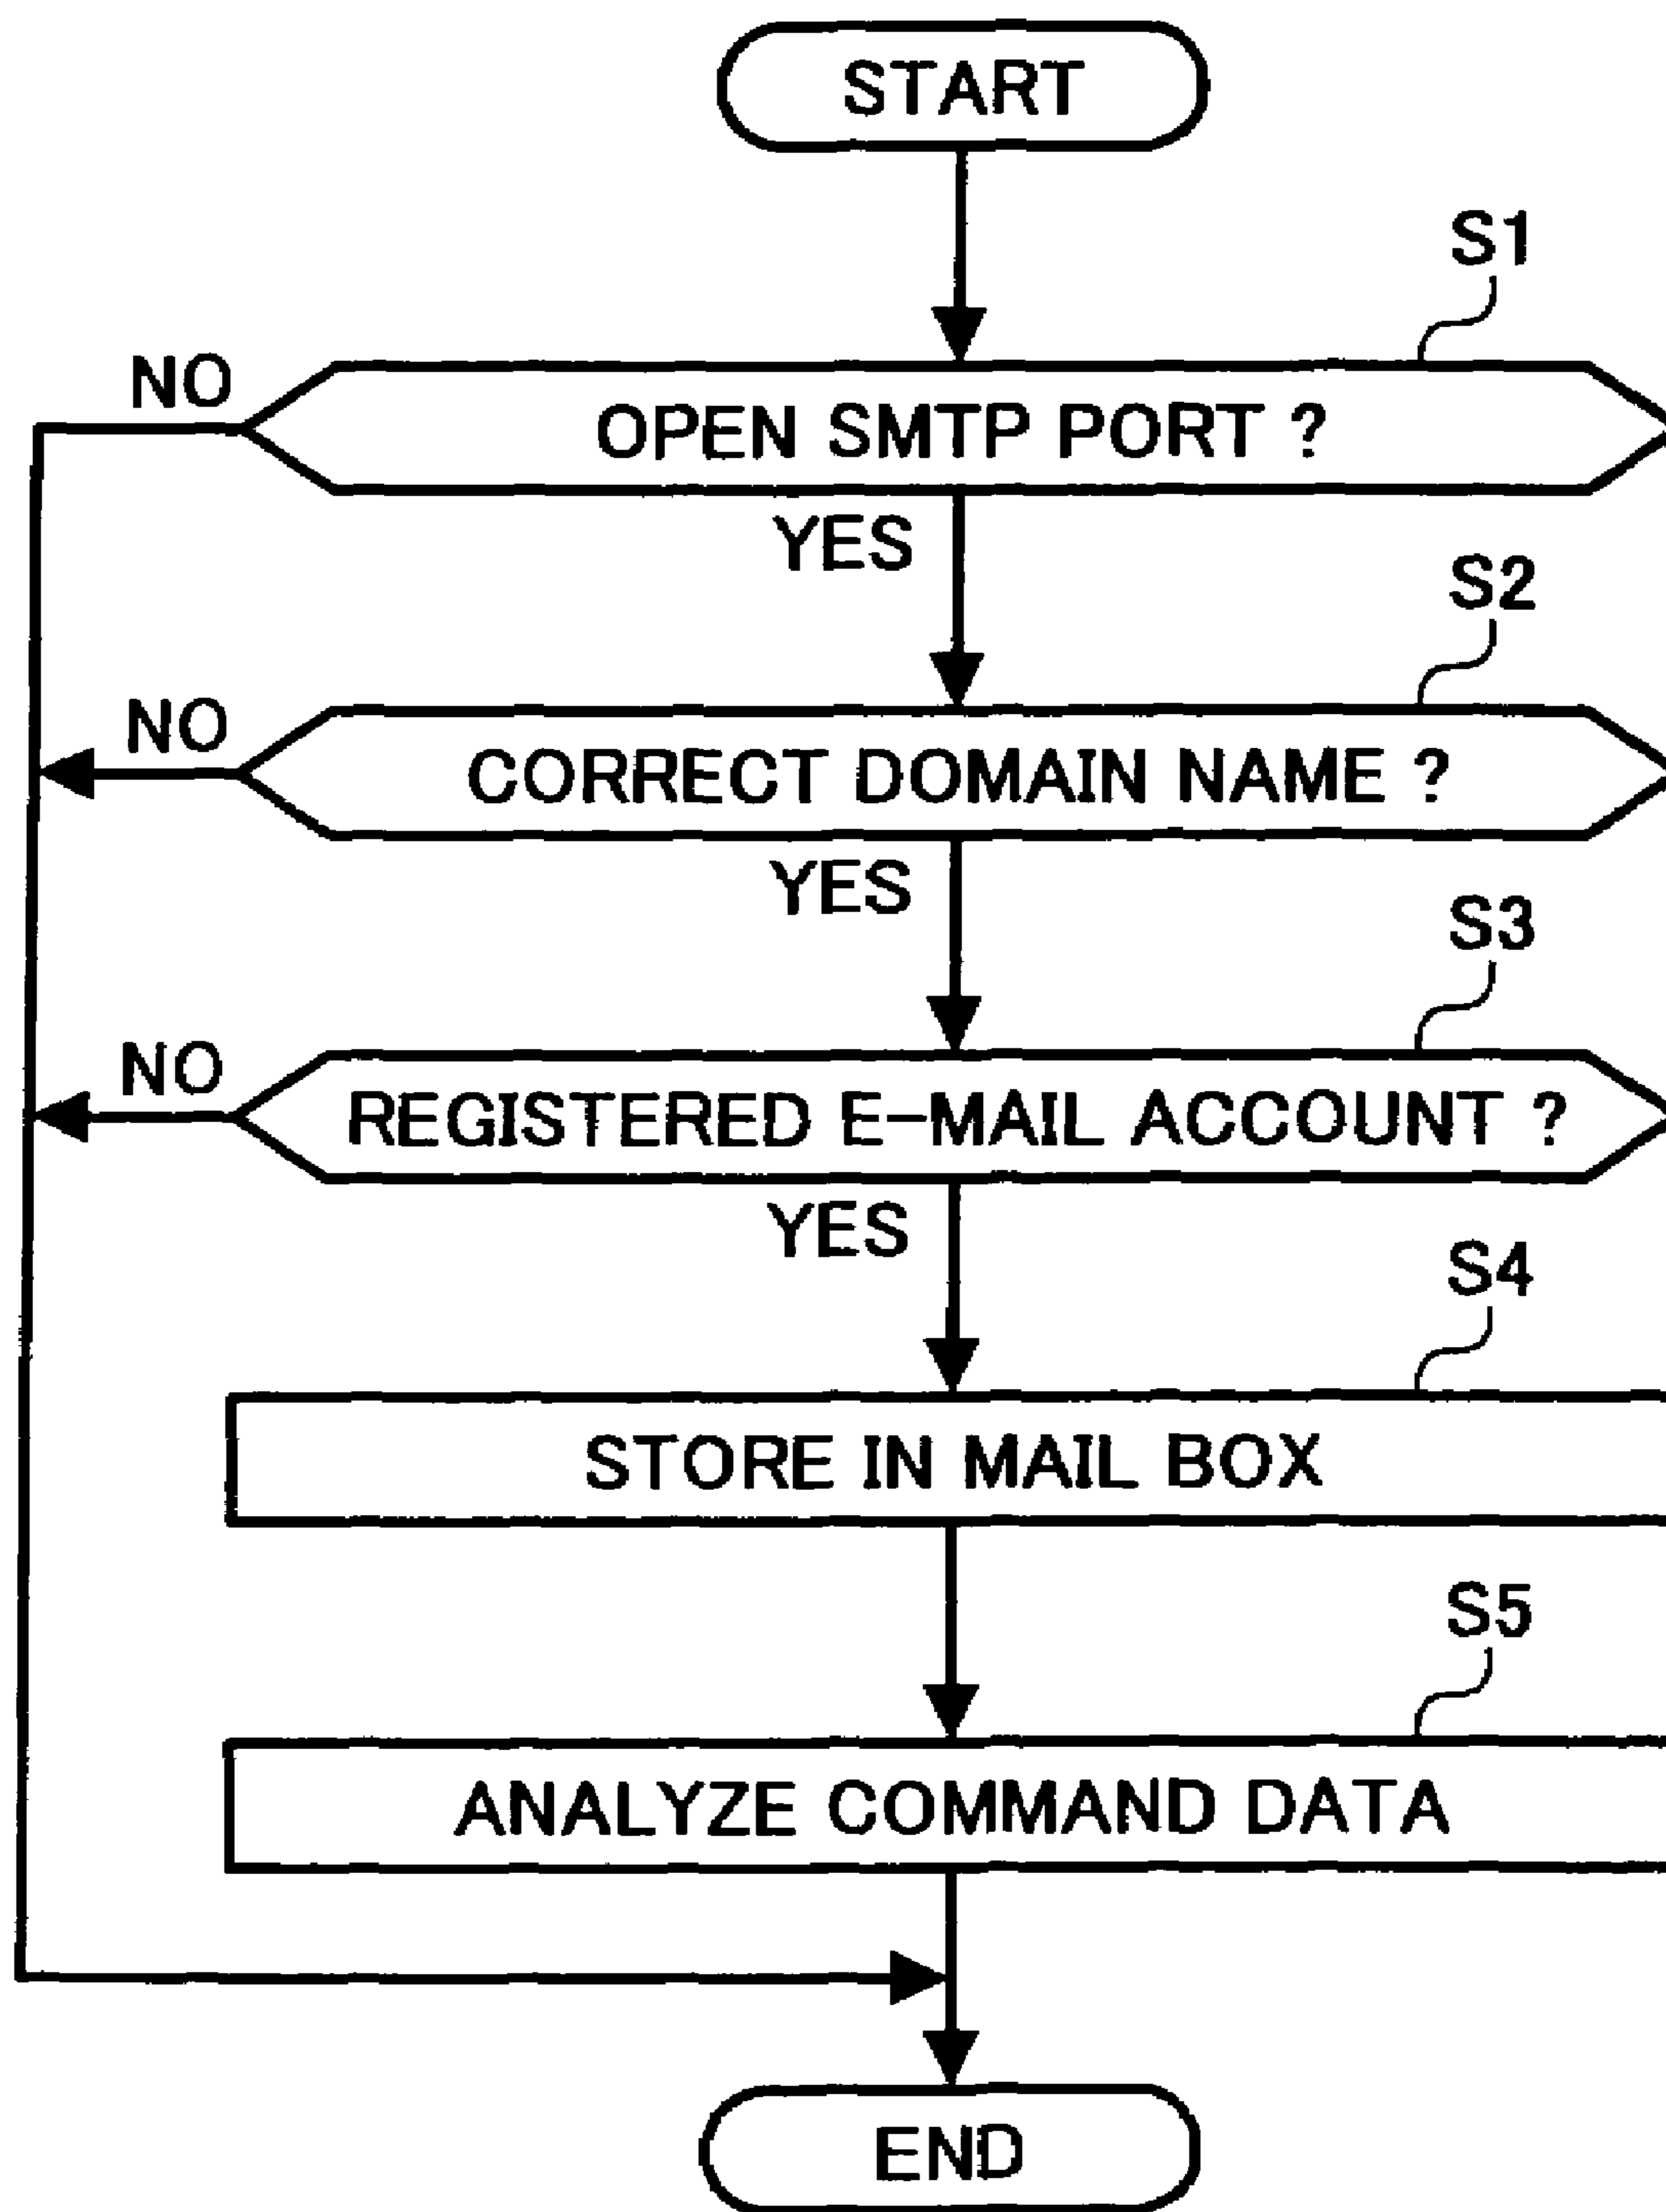 START
S1
NO
OPEN SMTP PORT ?
YES
S2
NO
CORRECT DOMAIN NAME ?
YES
S3
NO
REGISTERED E-MAIL ACCOUNT ?
YES
S4
STORE IN MAIL BOX
S5
ANALYZE COMMAND DATA
END